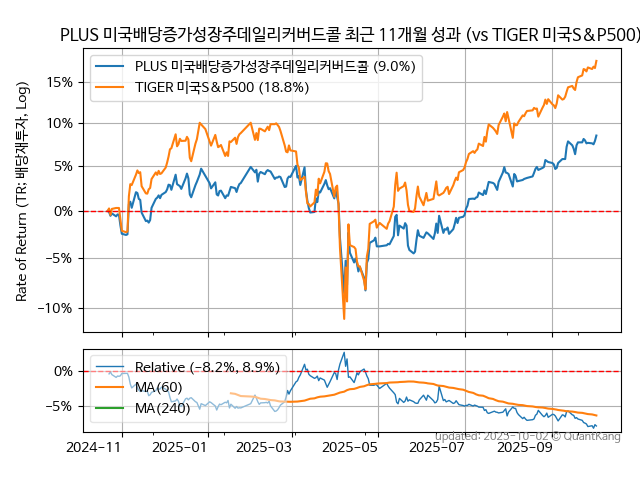 PLUS 미국배당증가성장주데일리커버드콜 최근 11개월 성과 (vs TIGER 미국S&P500)
PLUS 미국배당증가성장주데일리커버드콜 (9.0%)
TIGER 미국S&P500 (18.8%)
Rate of Return (TR: 배당재투자, Log)
15%
10%
5%
0%
−5%
−10%
Relative (−8.2%, 8.9%)
MA(60)
MA(240)
0%
−5%
2024−11
2025−01
2025−03
2025−05
2025−07
2025−09
updated: 2025-10-02 © QuantKang